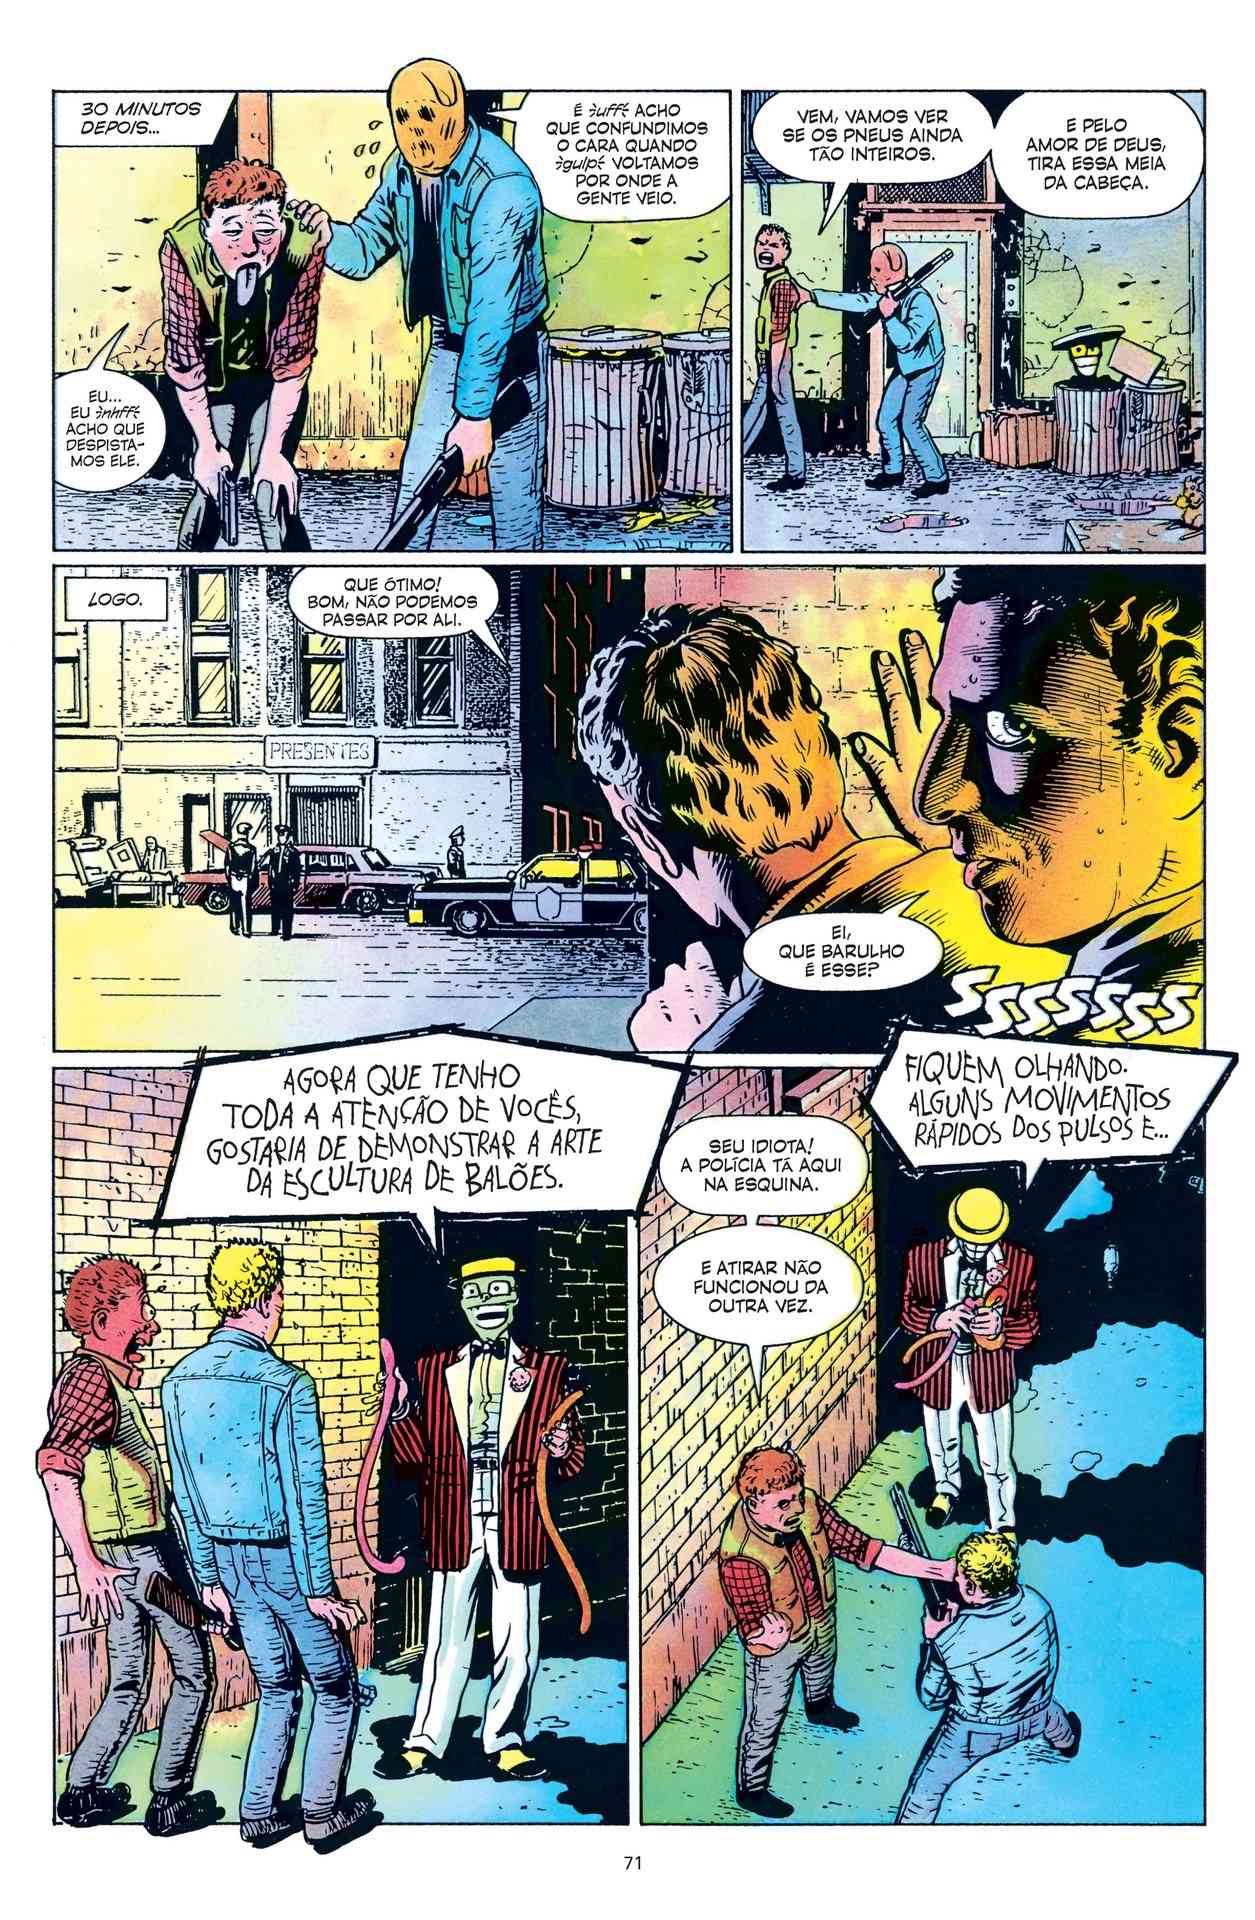 30 MINUTOS
DEPOIS...
É ɜuffɛ ACHO
QUE CONFUNDIMOS
O CARA QUANDO
ɜgulpɛ VOLTAMOS
POR ONDE A
GENTE VEIO.
EU...
EU ɜnhffɛ
ACHO QUE
DESPISTA-
MOS ELE.
VEM, VAMOS VER
SE OS PNEUS AINDA
TÃO INTEIROS.
E PELO
AMOR DE DEUS,
TIRA ESSA MEIA
DA CABEÇA.
LOGO.
QUE ÓTIMO!
BOM, NÃO PODEMOS
PASSAR POR ALI.
PRESENTES
EI,
QUE BARULHO
É ESSE?
SSSSSSSS
AGORA QUE TENHO
TODA A ATENÇÃO DE VOCÊS,
GOSTARIA DE DEMONSTRAR A ARTE
DA ESCULTURA DE BALÕES.
FIQUEM OLHANDO.
ALGUNS MOVIMENTOS
RÁPIDOS DOS PULSOS E...
SEU IDIOTA!
A POLÍCIA TÁ AQUI
NA ESQUINA.
E ATIRAR NÃO
FUNCIONOU DA
OUTRA VEZ.
71